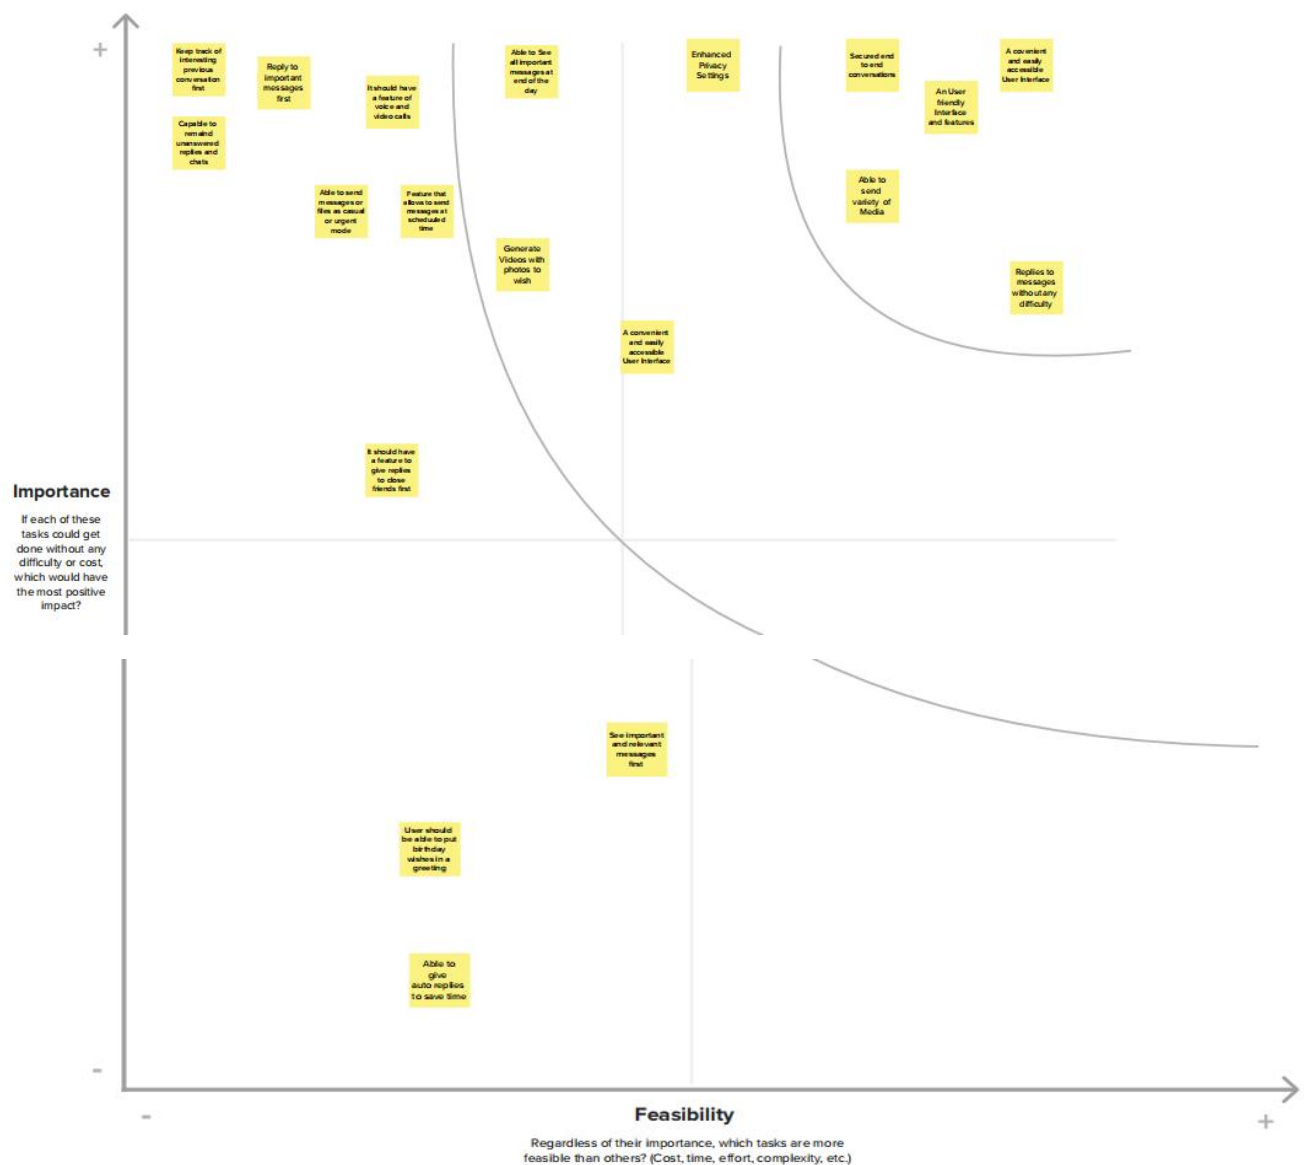 +
Keep track of
interesting
previous
conversation
first
Reply to
important
messages
first
It should have
a feature of
voice and
video calls
Able to See
all important
messages at
end of the
day
Enhanced
Privacy
Settings
Secured end
to end
conversations
A covenient
and easily
accessible
User Interface
An User
friendly
Interface
and features
Capable to
remaind
unanswered
replies and
chats
Able to send
messages or
files as casual
or urgent
mode
Feature that
allows to send
messages at
scheduled
time
Able to
send
variety of
Media
Generate
Videos with
photos to
wish
Replies to
messages
without any
difficulty
A convenient
and easily
accessible
User Interface
It should have
a feature to
give replies
to close
friends first
Importance
If each of these
tasks could get
done without any
difficulty or cost,
which would have
the most positive
impact?
See important
and relevant
messages
first
User should
be able to put
birthday
wishes in a
greeting
Able to
give
auto replies
to save time
-
-
Feasibility
+
Regardless of their importance, which tasks are more
feasible than others? (Cost, time, effort, complexity, etc.)